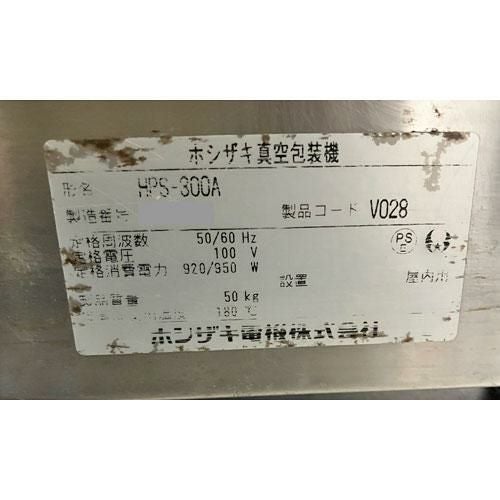 ホシザキ真空包装機
形名 HPS-300A
製造番号 製品コード V028
定格周波数 50/60 Hz
定格電圧 100 V
定格消費電力 920/950 W
設置 屋内用
製品質量 50 kg
180 ℃
ホシザキ電機株式会社
PS
E